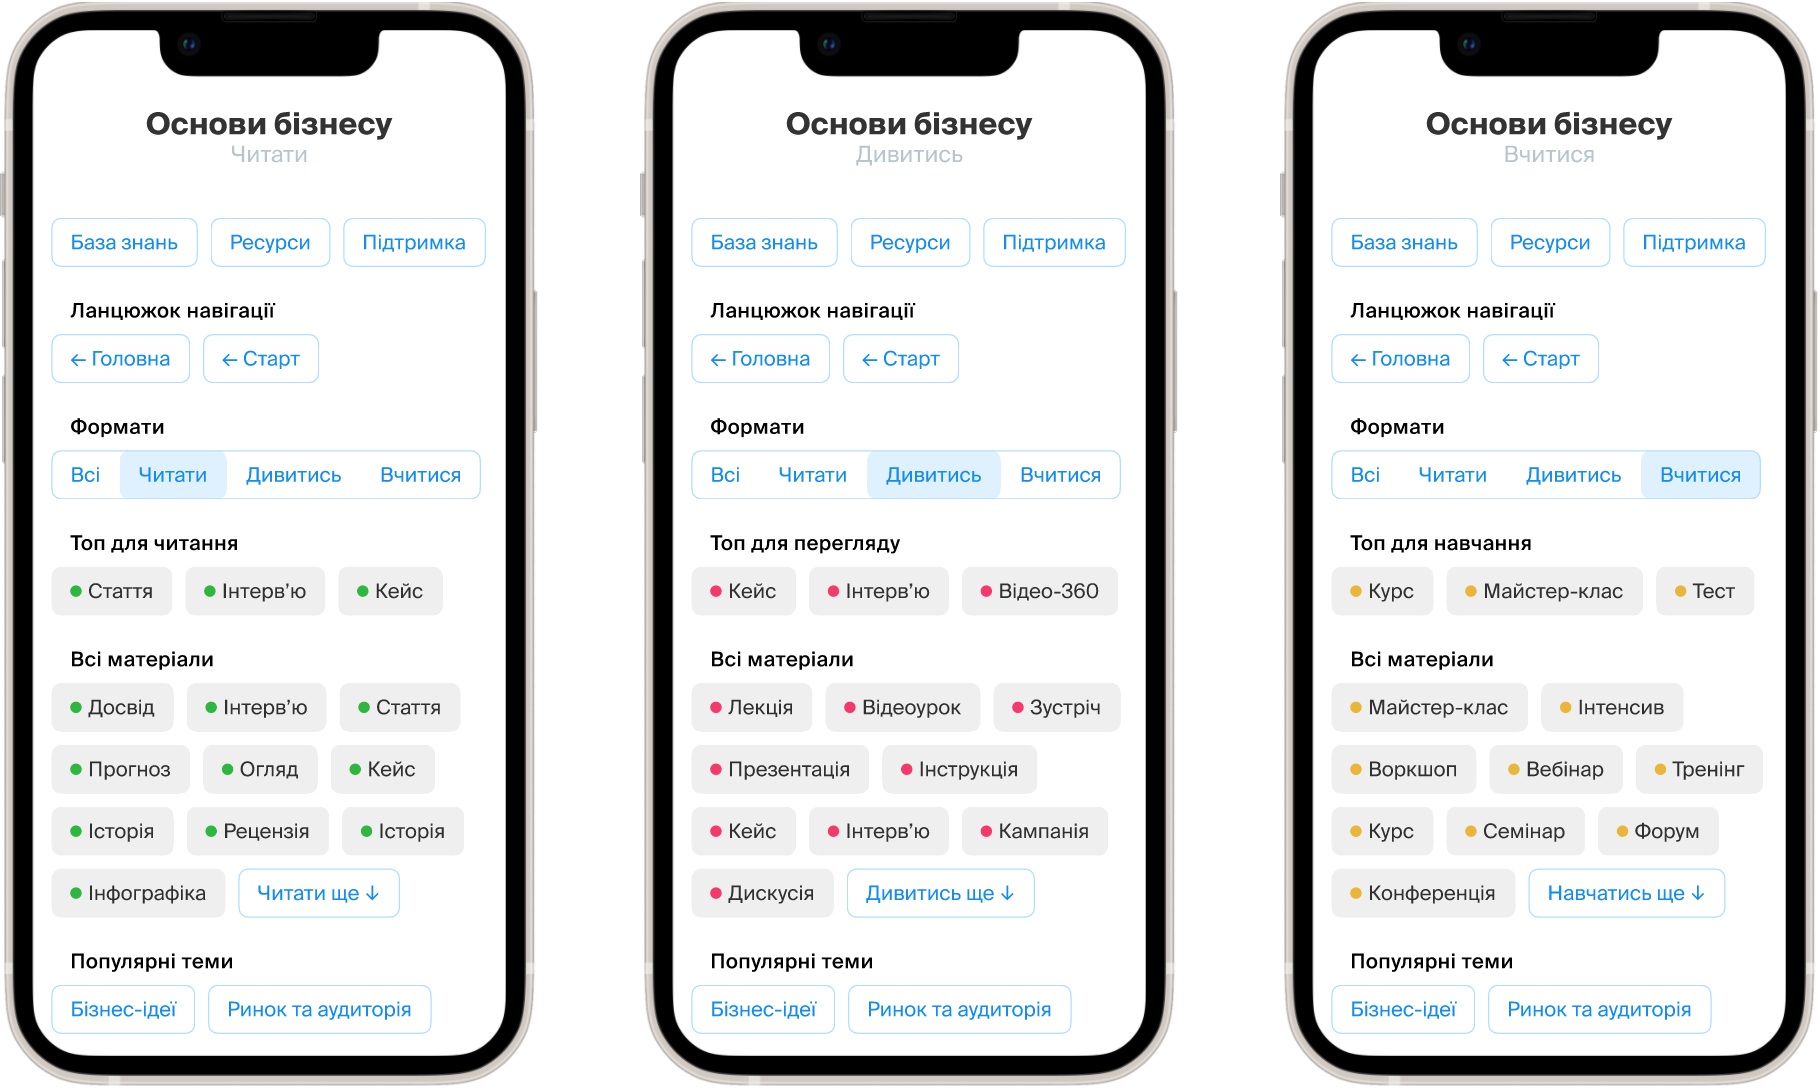 Основи бізнесу
Читати
База знань Ресурси Підтримка
Ланцюжок навігації
← Головна ← Старт
Формати
Всі Читати Дивитись Вчитися
Топ для читання
Стаття Інтерв’ю Кейс
Всі матеріали
Досвід Інтерв’ю Стаття
Прогноз Огляд Кейс
Історія Рецензія Історія
Інфографіка Читати ще ↓
Популярні теми
Бізнес-ідеї Ринок та аудиторія
Основи бізнесу
Дивитись
База знань Ресурси Підтримка
Ланцюжок навігації
← Головна ← Старт
Формати
Всі Читати Дивитись Вчитися
Топ для перегляду
Кейс Інтерв’ю Відео-360
Всі матеріали
Лекція Відеоурок Зустріч
Презентація Інструкція
Кейс Інтерв’ю Кампанія
Дискусія Дивитись ще ↓
Популярні теми
Бізнес-ідеї Ринок та аудиторія
Основи бізнесу
Вчитися
База знань Ресурси Підтримка
Ланцюжок навігації
← Головна ← Старт
Формати
Всі Читати Дивитись Вчитися
Топ для навчання
Курс Майстер-клас Тест
Всі матеріали
Майстер-клас Інтенсив
Воркшоп Вебінар Тренінг
Курс Семінар Форум
Конференція Навчатись ще ↓
Популярні теми
Бізнес-ідеї Ринок та аудиторія